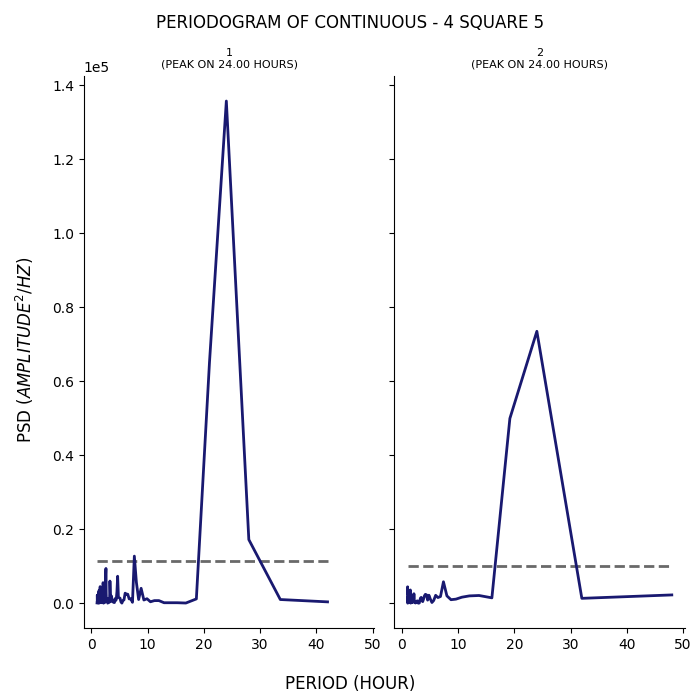 PERIODOGRAM OF CONTINUOUS - 4 SQUARE 5
1
(PEAK ON 24.00 HOURS)
2
(PEAK ON 24.00 HOURS)
1e5
1.4
1.2
1.0
0.8
0.6
0.4
0.2
0.0
PSD (AMPLITUDE²/HZ)
0 10 20 30 40 50
0 10 20 30 40 50
PERIOD (HOUR)